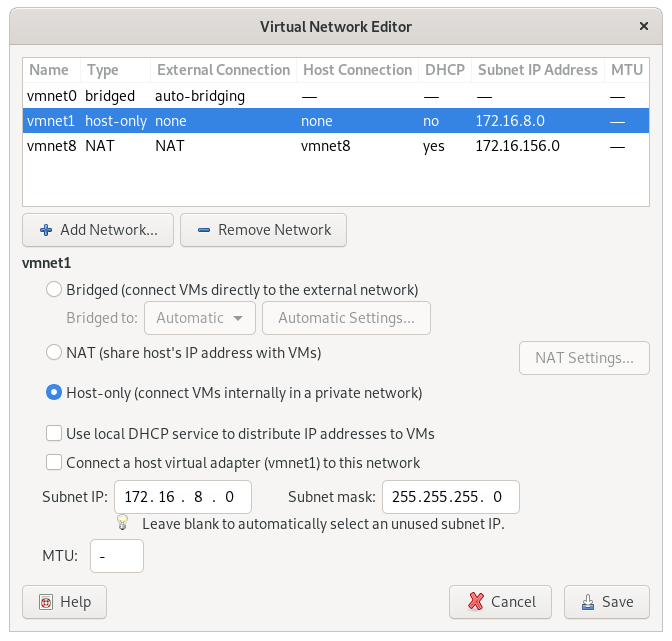 Virtual Network Editor ×
Name Type External Connection Host Connection DHCP Subnet IP Address MTU
vmnet0 bridged auto-bridging — — — —
vmnet1 host-only none none no 172.16.8.0 —
vmnet8 NAT NAT vmnet8 yes 172.16.156.0 —
Add Network... Remove Network
vmnet1
Bridged (connect VMs directly to the external network)
Bridged to: Automatic Automatic Settings...
NAT (share host's IP address with VMs)
NAT Settings...
Host-only (connect VMs internally in a private network)
Use local DHCP service to distribute IP addresses to VMs
Connect a host virtual adapter (vmnet1) to this network
Subnet IP: 172. 16 . 8 . 0 Subnet mask: 255.255.255. 0
Leave blank to automatically select an unused subnet IP.
MTU: -
Help Cancel Save